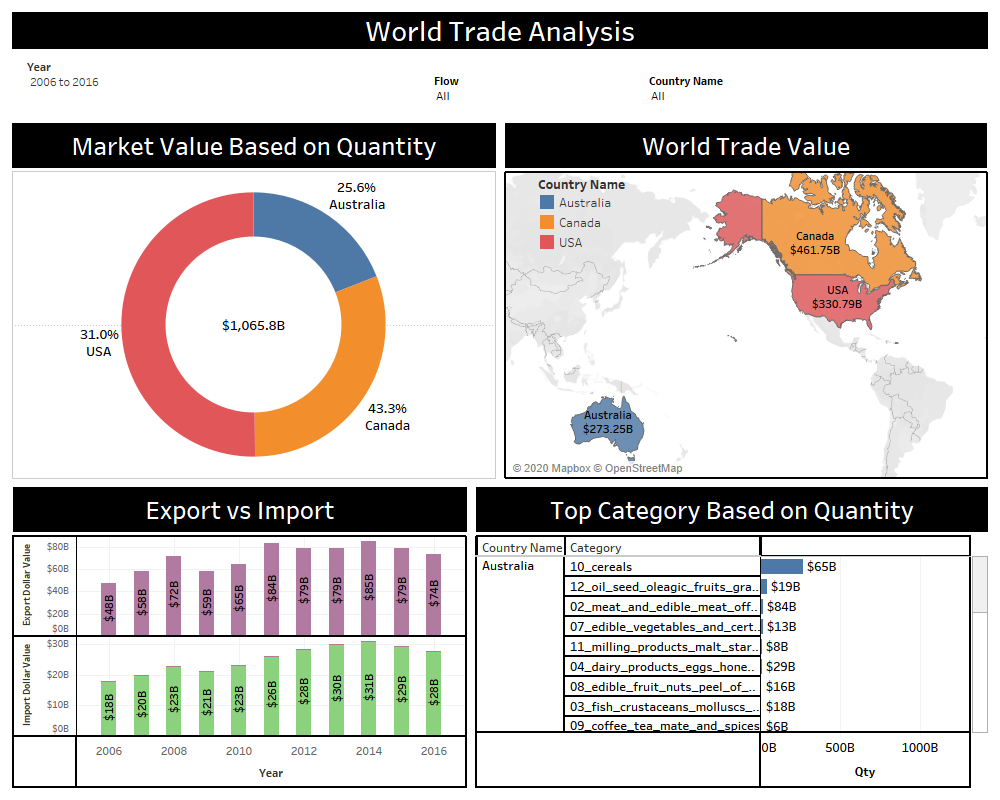 World Trade Analysis
Year
2006 to 2016
Flow
All
Country Name
All
Market Value Based on Quantity
25.6%
Australia
$1,065.8B
31.0%
USA
43.3%
Canada
World Trade Value
Country Name
Australia
Canada
USA
Canada
$461.75B
USA
$330.79B
Australia
$273.25B
© 2020 Mapbox © OpenStreetMap
Export vs Import
Export Dollar Value
$80B
$60B
$40B
$20B
$0B
$48B
$58B
$72B
$59B
$65B
$84B
$79B
$79B
$85B
$79B
$74B
Import Dollar Value
$30B
$20B
$10B
$0B
$18B
$20B
$23B
$21B
$23B
$26B
$28B
$30B
$31B
$29B
$28B
2006 2008 2010 2012 2014 2016
Year
Top Category Based on Quantity
Country Name Category
Australia 10_cereals $65B
12_oil_seed_oleagic_fruits_gra.. $19B
02_meat_and_edible_meat_off.. $84B
07_edible_vegetables_and_cert.. $13B
11_milling_products_malt_star.. $8B
04_dairy_products_eggs_hone.. $29B
08_edible_fruit_nuts_peel_of_.. $16B
03_fish_crustaceans_molluscs_.. $18B
09_coffee_tea_mate_and_spices $6B
0B 500B 1000B
Qty